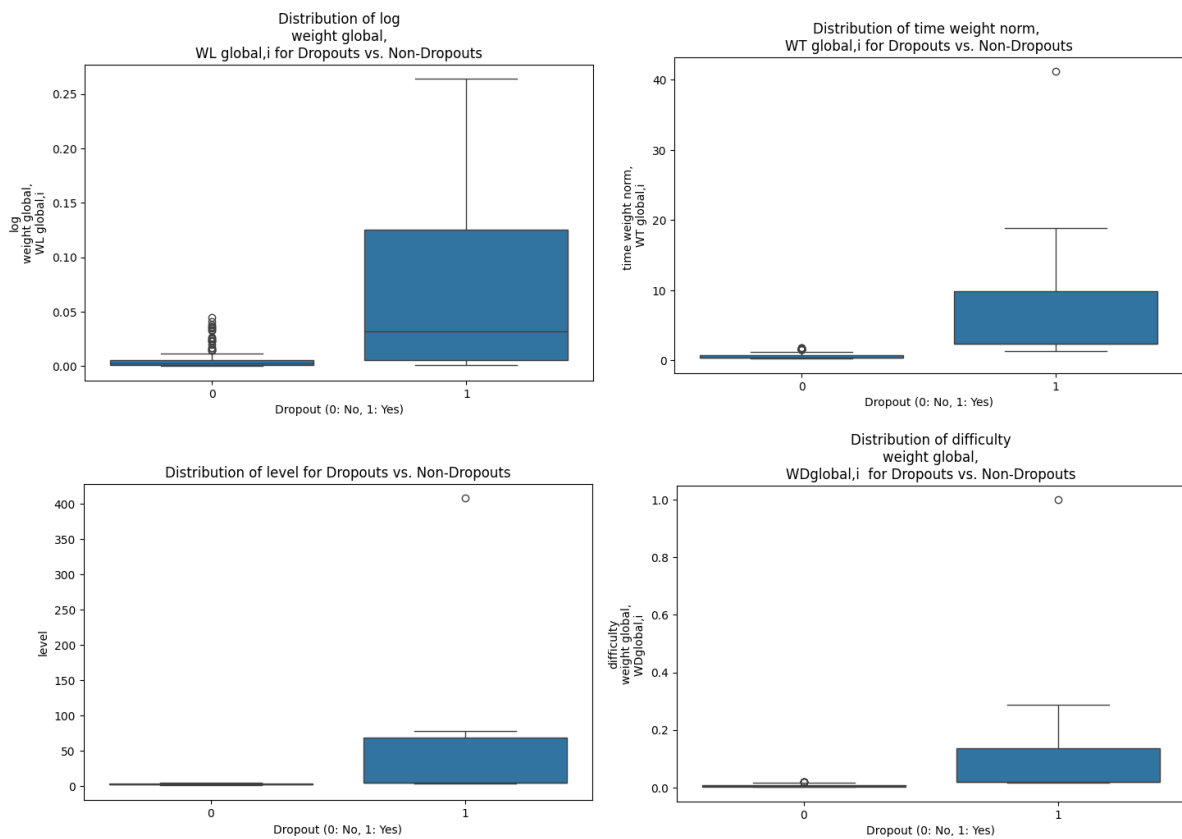 Distribution of log
weight global,
WL global,i for Dropouts vs. Non-Dropouts
log
weight global,
WL global,i
0.25
0.20
0.15
0.10
0.05
0.00
0
1
Dropout (0: No, 1: Yes)
Distribution of time weight norm,
WT global,i for Dropouts vs. Non-Dropouts
time weight norm,
WT global,i
40
30
20
10
0
0
1
Dropout (0: No, 1: Yes)
Distribution of level for Dropouts vs. Non-Dropouts
level
400
350
300
250
200
150
100
50
0
0
1
Dropout (0: No, 1: Yes)
Distribution of difficulty
weight global,
WDglobal,i  for Dropouts vs. Non-Dropouts
difficulty
weight global,
WDglobal,i
1.0
0.8
0.6
0.4
0.2
0.0
0
1
Dropout (0: No, 1: Yes)